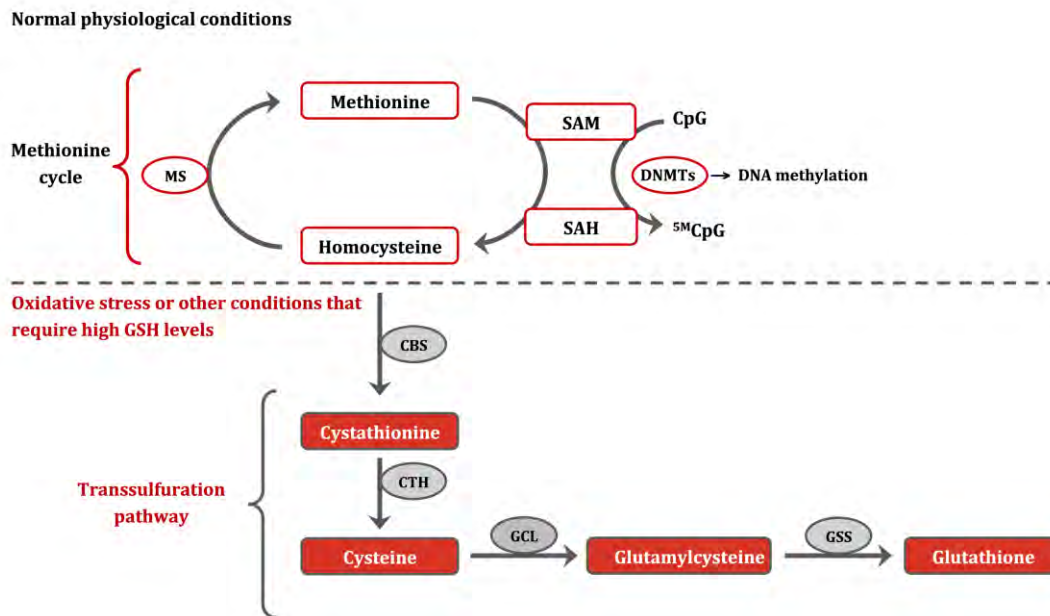 Normal physiological conditions
Methionine
SAM
CpG
Methionine
cycle
MS
DNMTs
DNA methylation
SAH
⁵ᴹCpG
Homocysteine
Oxidative stress or other conditions that
require high GSH levels
CBS
Cystathionine
CTH
Transsulfuration
pathway
GCL
GSS
Cysteine
Glutamylcysteine
Glutathione